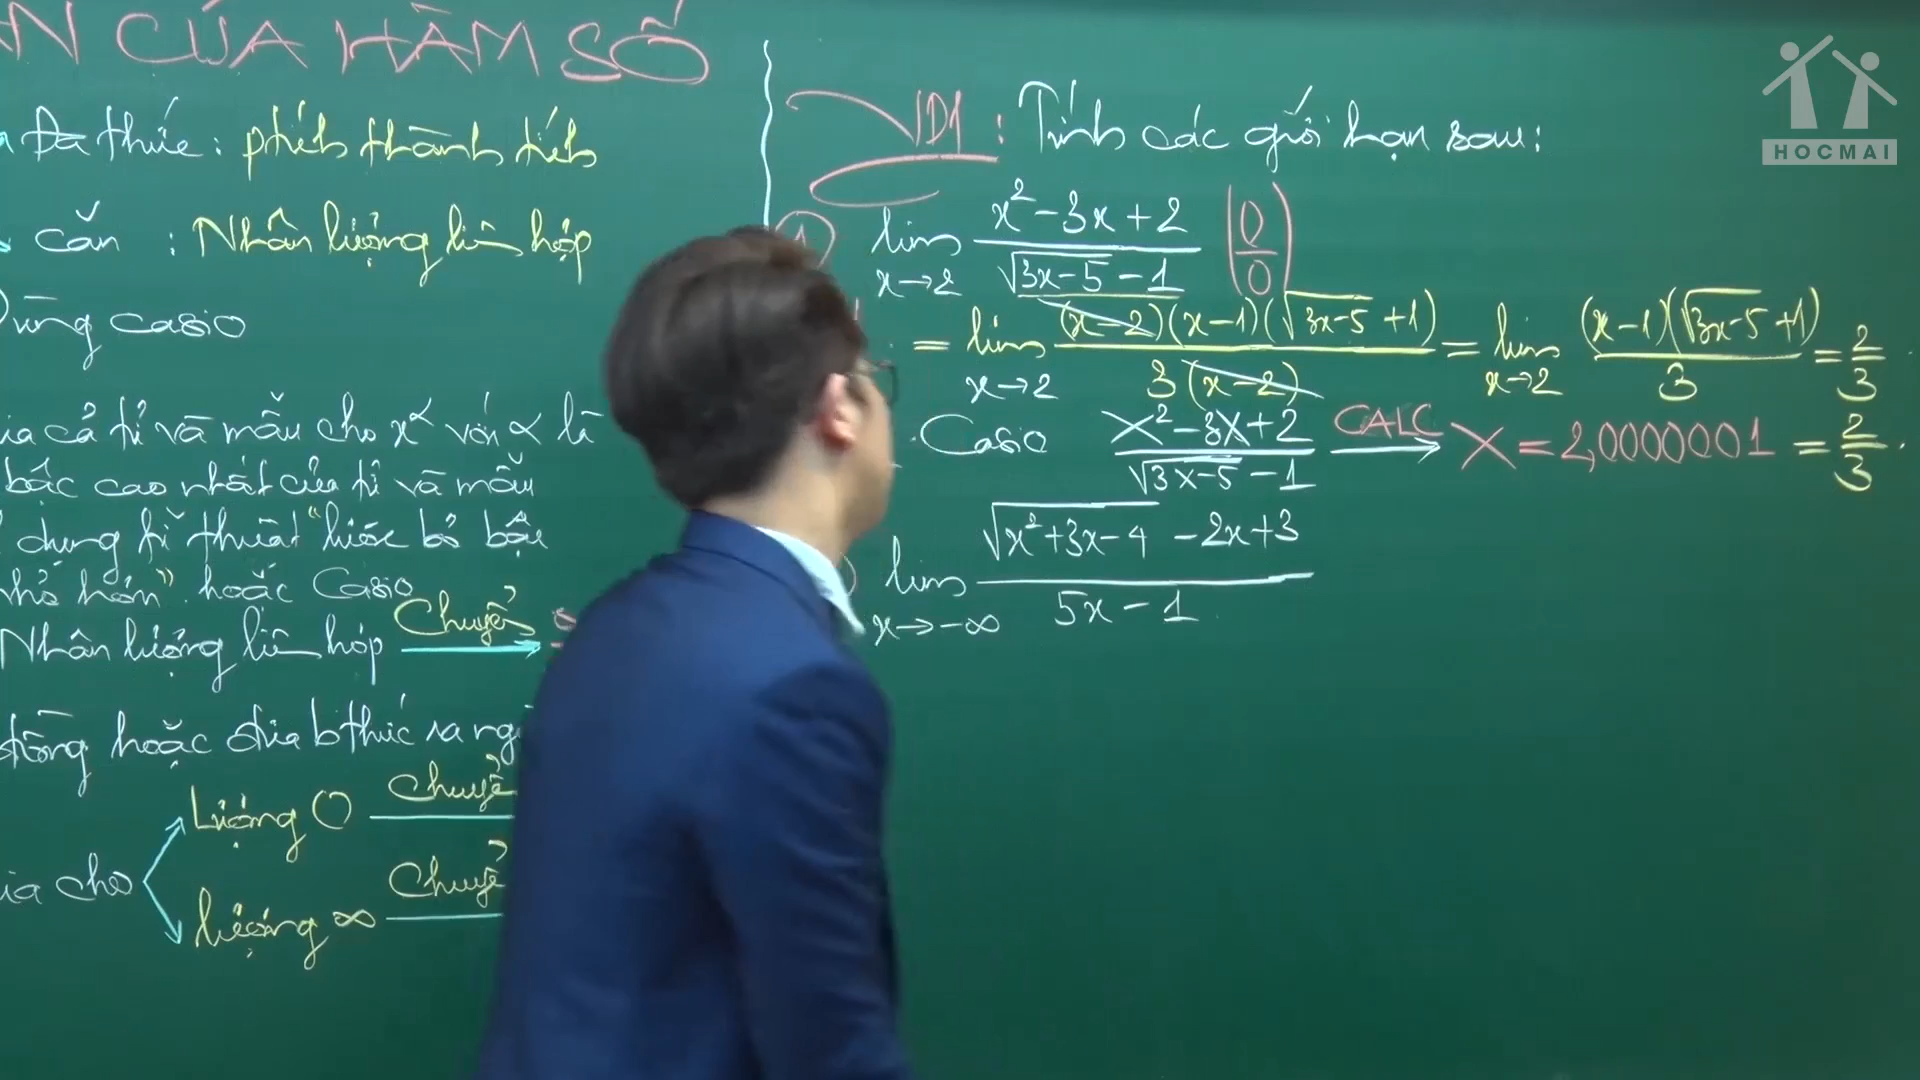 CỦA HÀM SỐ
Đa thức: phân thành tích
căn : Nhân lượng liên hợp
Dùng casio
cả tử và mẫu cho x^α với α là
bậc cao nhất của tử và mẫu
dụng kĩ thuật "lược bỏ bậc
nhỏ hơn" hoặc Casio
Nhân lượng liên hợp Chuyển
đồng hoặc đưa bthức ra
Lượng 0 Chuyển
cho
lượng ∞ Chuyển
VD1 : Tính các giới hạn sau:
1 lim x→2 (x²-3x+2)/(√(3x-5) -1) (0/0)
= lim x→2 ((x-2)(x-1)(√(3x-5) +1))/(3(x-2)) = lim x→2 ((x-1)(√(3x-5) +1))/3 = 2/3
Casio (X²-3X+2)/(√(3X-5) -1) CALC → X = 2,0000001 = 2/3
lim x→-∞ (√(x²+3x-4) -2x+3)/(5x-1)
HOCMAI